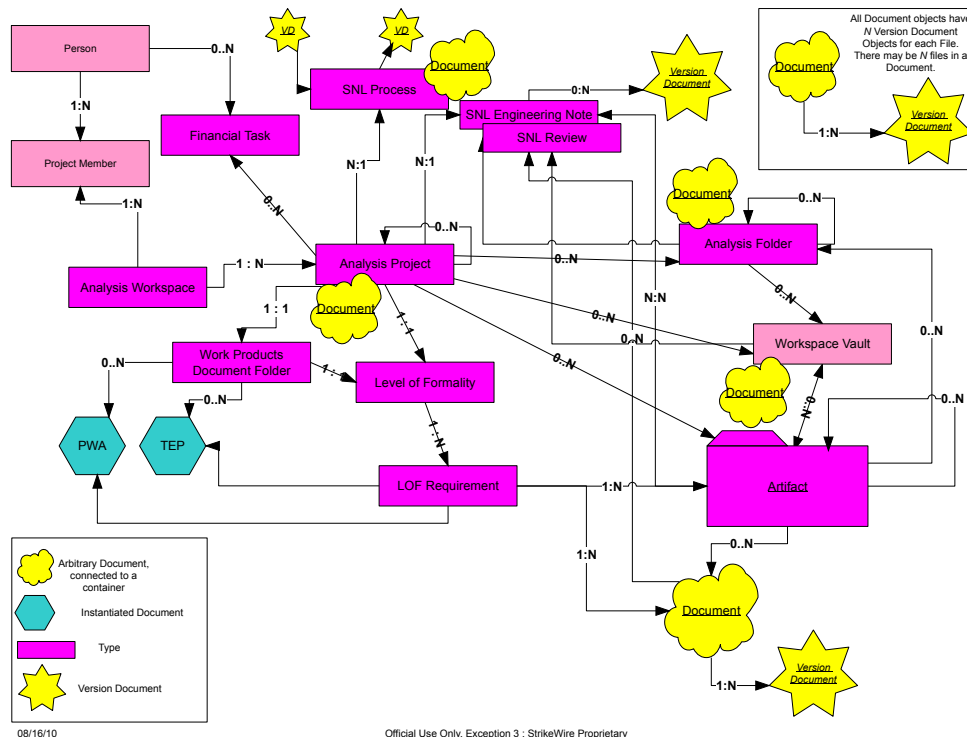 Person
0..N
VD
VD
Document
SNL Process
0:N
Version
Document
All Document objects have
N Version Document
Objects for each File.
There may be N files in a
Document.
Document
Version
Document
1:N
SNL Engineering Note
SNL Review
1:N
Financial Task
Project Member
N:1
N:1
Document
0..N
1:N
0..N
0..N
Analysis Folder
Analysis Workspace
1 : N
Analysis Project
0..N
N:N
0..N
Document
1 : 1
1 : 1
0..N
0..N
0..N
Workspace Vault
Work Products
Document Folder
0..N
1 :
Level of Formality
0..N
Document
0..N
0..N
0..N
PWA
TEP
1 : N
LOF Requirement
1:N
Artifact
0..N
1:N
Document
1:N
Version
Document
Arbitrary Document,
connected to a
container
Instantiated Document
Type
Version Document
08/16/10
Official Use Only, Exception 3 : StrikeWire Proprietary